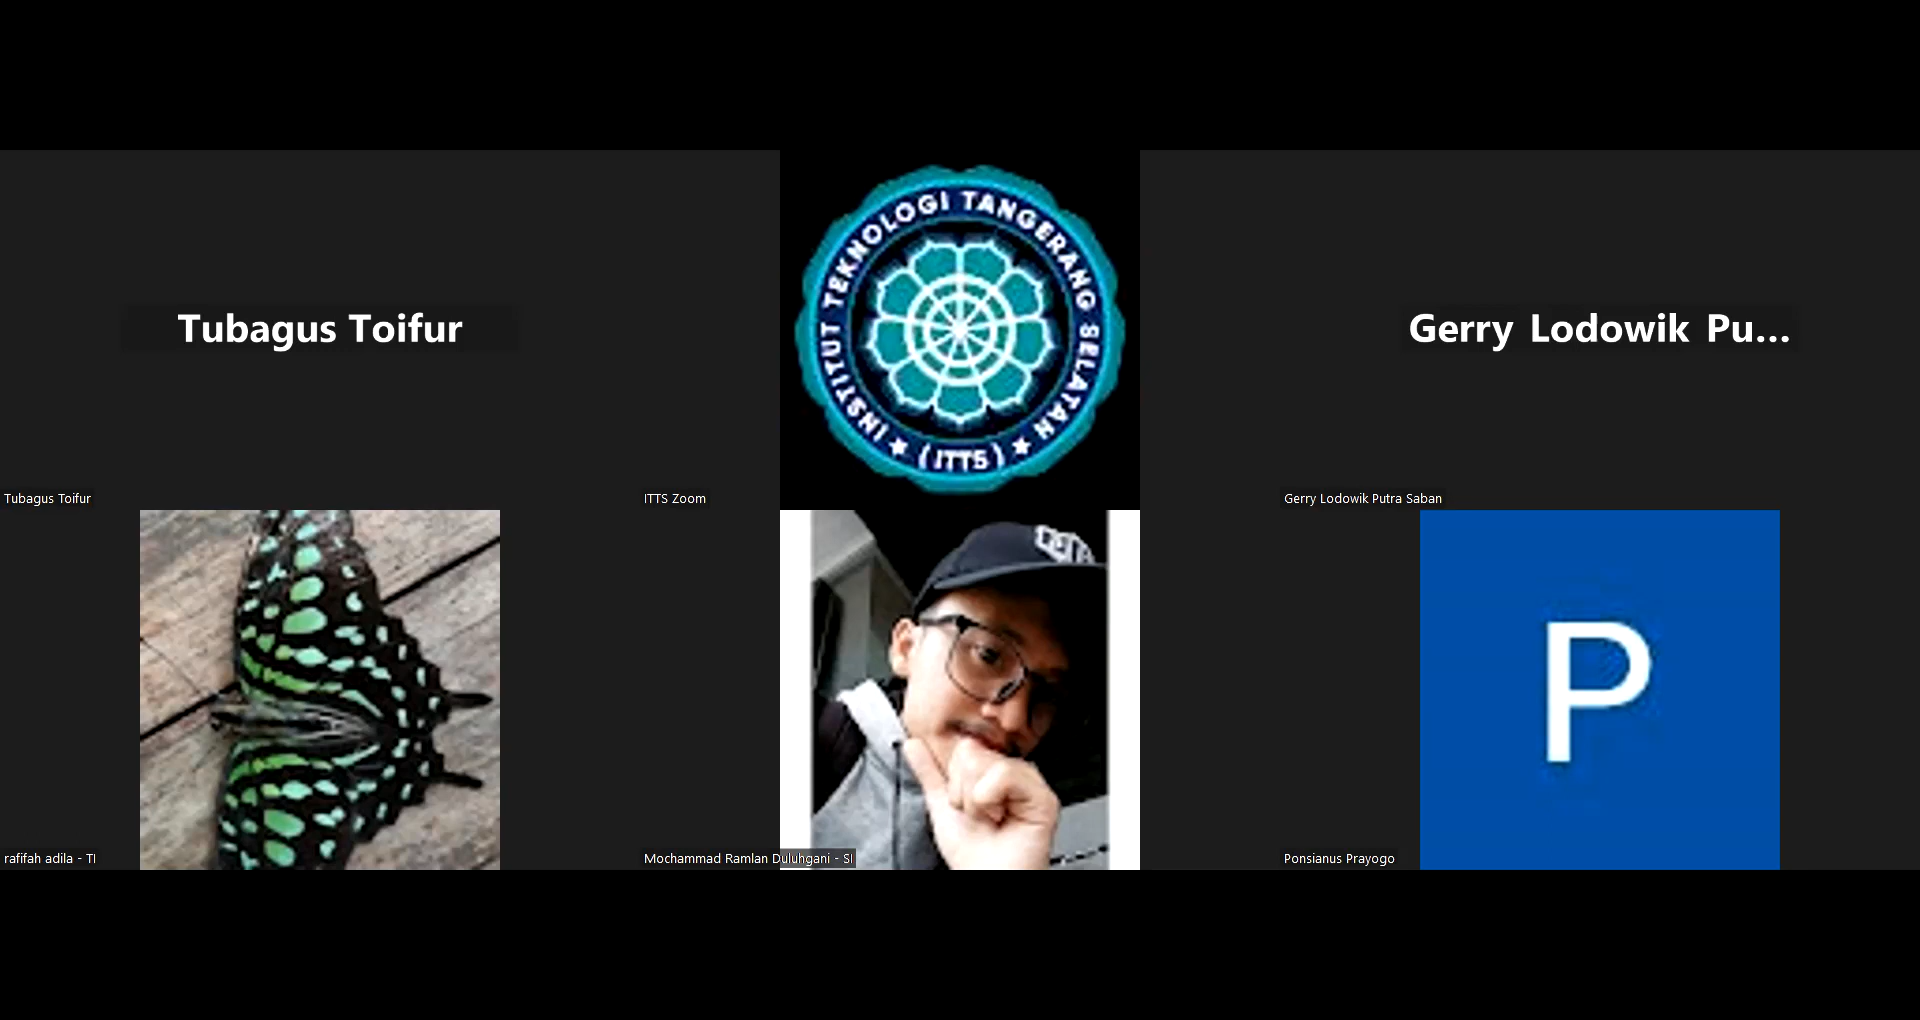 Tubagus Toifur
INSTITUT TEKNOLOGI TANGERANG SELATAN
(ITTS)
Gerry Lodowik Pu...
Tubagus Toifur
ITTS Zoom
Gerry Lodowik Putra Saban
P
rafifah adila - TI
Mochammad Ramlan Duluhgani - SI
Ponsianus Prayogo